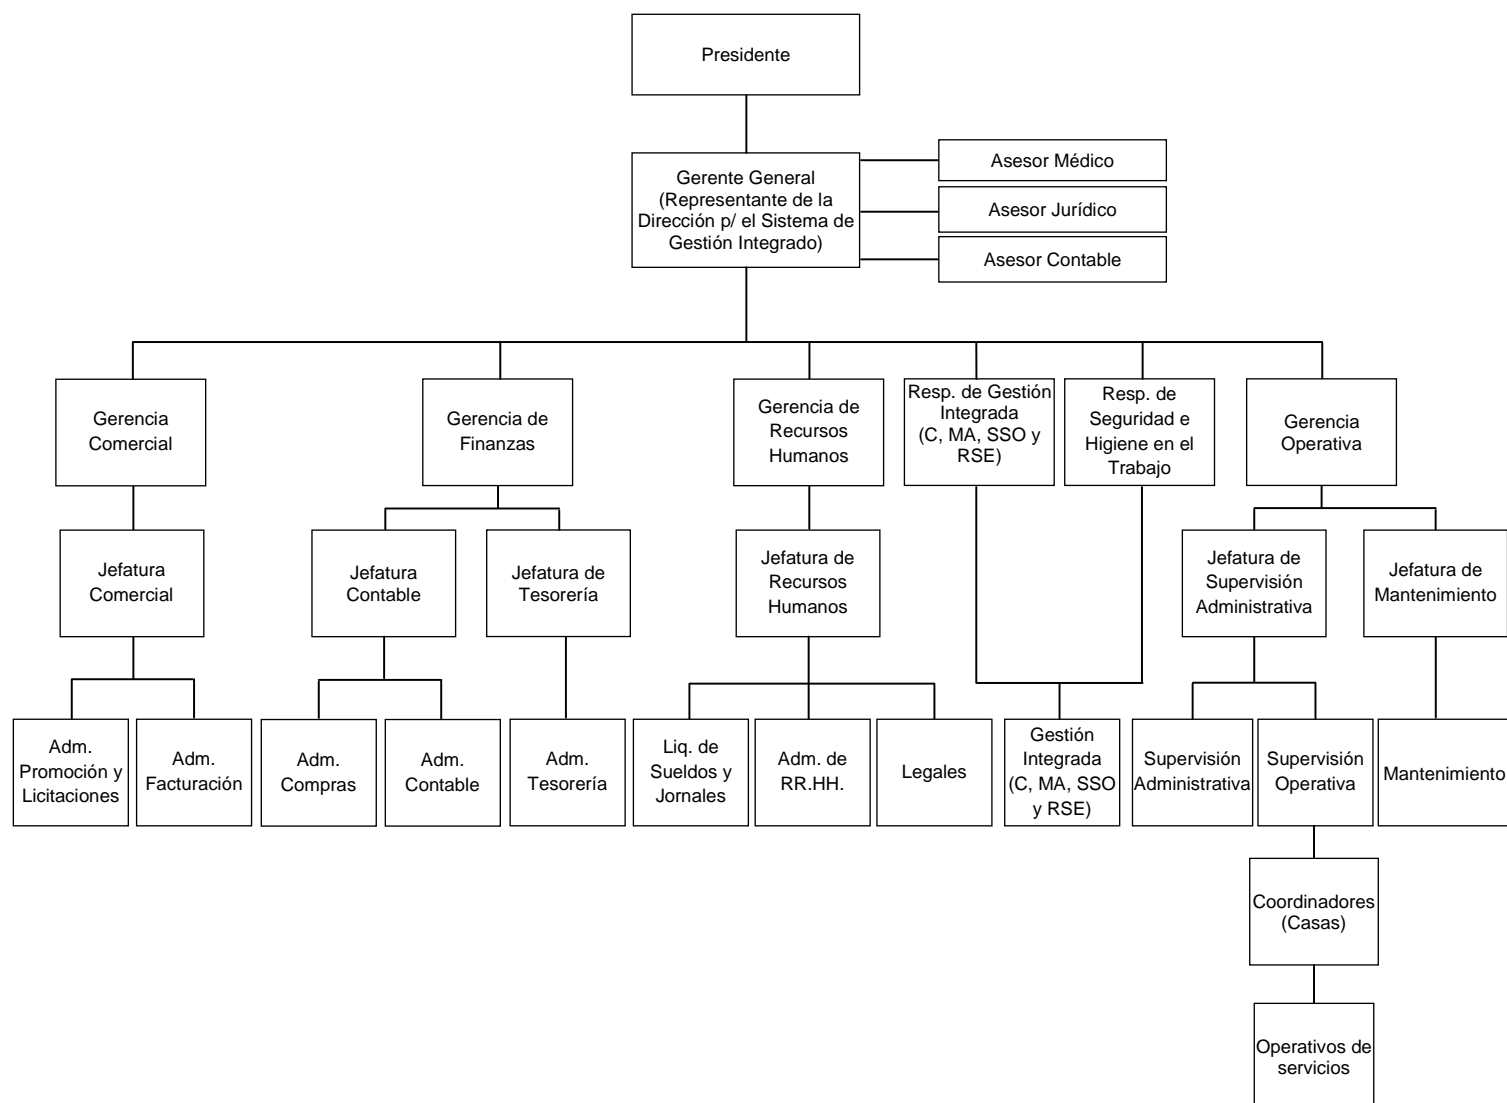 Presidente
Gerente General
(Representante de la
Dirección p/ el Sistema de
Gestión Integrado)
Asesor Médico
Asesor Jurídico
Asesor Contable
Gerencia
Comercial
Gerencia de
Finanzas
Gerencia de
Recursos
Humanos
Resp. de Gestión
Integrada
(C, MA, SSO y
RSE)
Resp. de
Seguridad e
Higiene en el
Trabajo
Gerencia
Operativa
Jefatura
Comercial
Jefatura
Contable
Jefatura de
Tesorería
Jefatura de
Recursos
Humanos
Jefatura de
Supervisión
Administrativa
Jefatura de
Mantenimiento
Adm.
Promoción y
Licitaciones
Adm.
Facturación
Adm.
Compras
Adm.
Contable
Adm.
Tesorería
Liq. de
Sueldos y
Jornales
Adm. de
RR.HH.
Legales
Gestión
Integrada
(C, MA, SSO
y RSE)
Supervisión
Administrativa
Supervisión
Operativa
Mantenimiento
Coordinadores
(Casas)
Operativos de
servicios